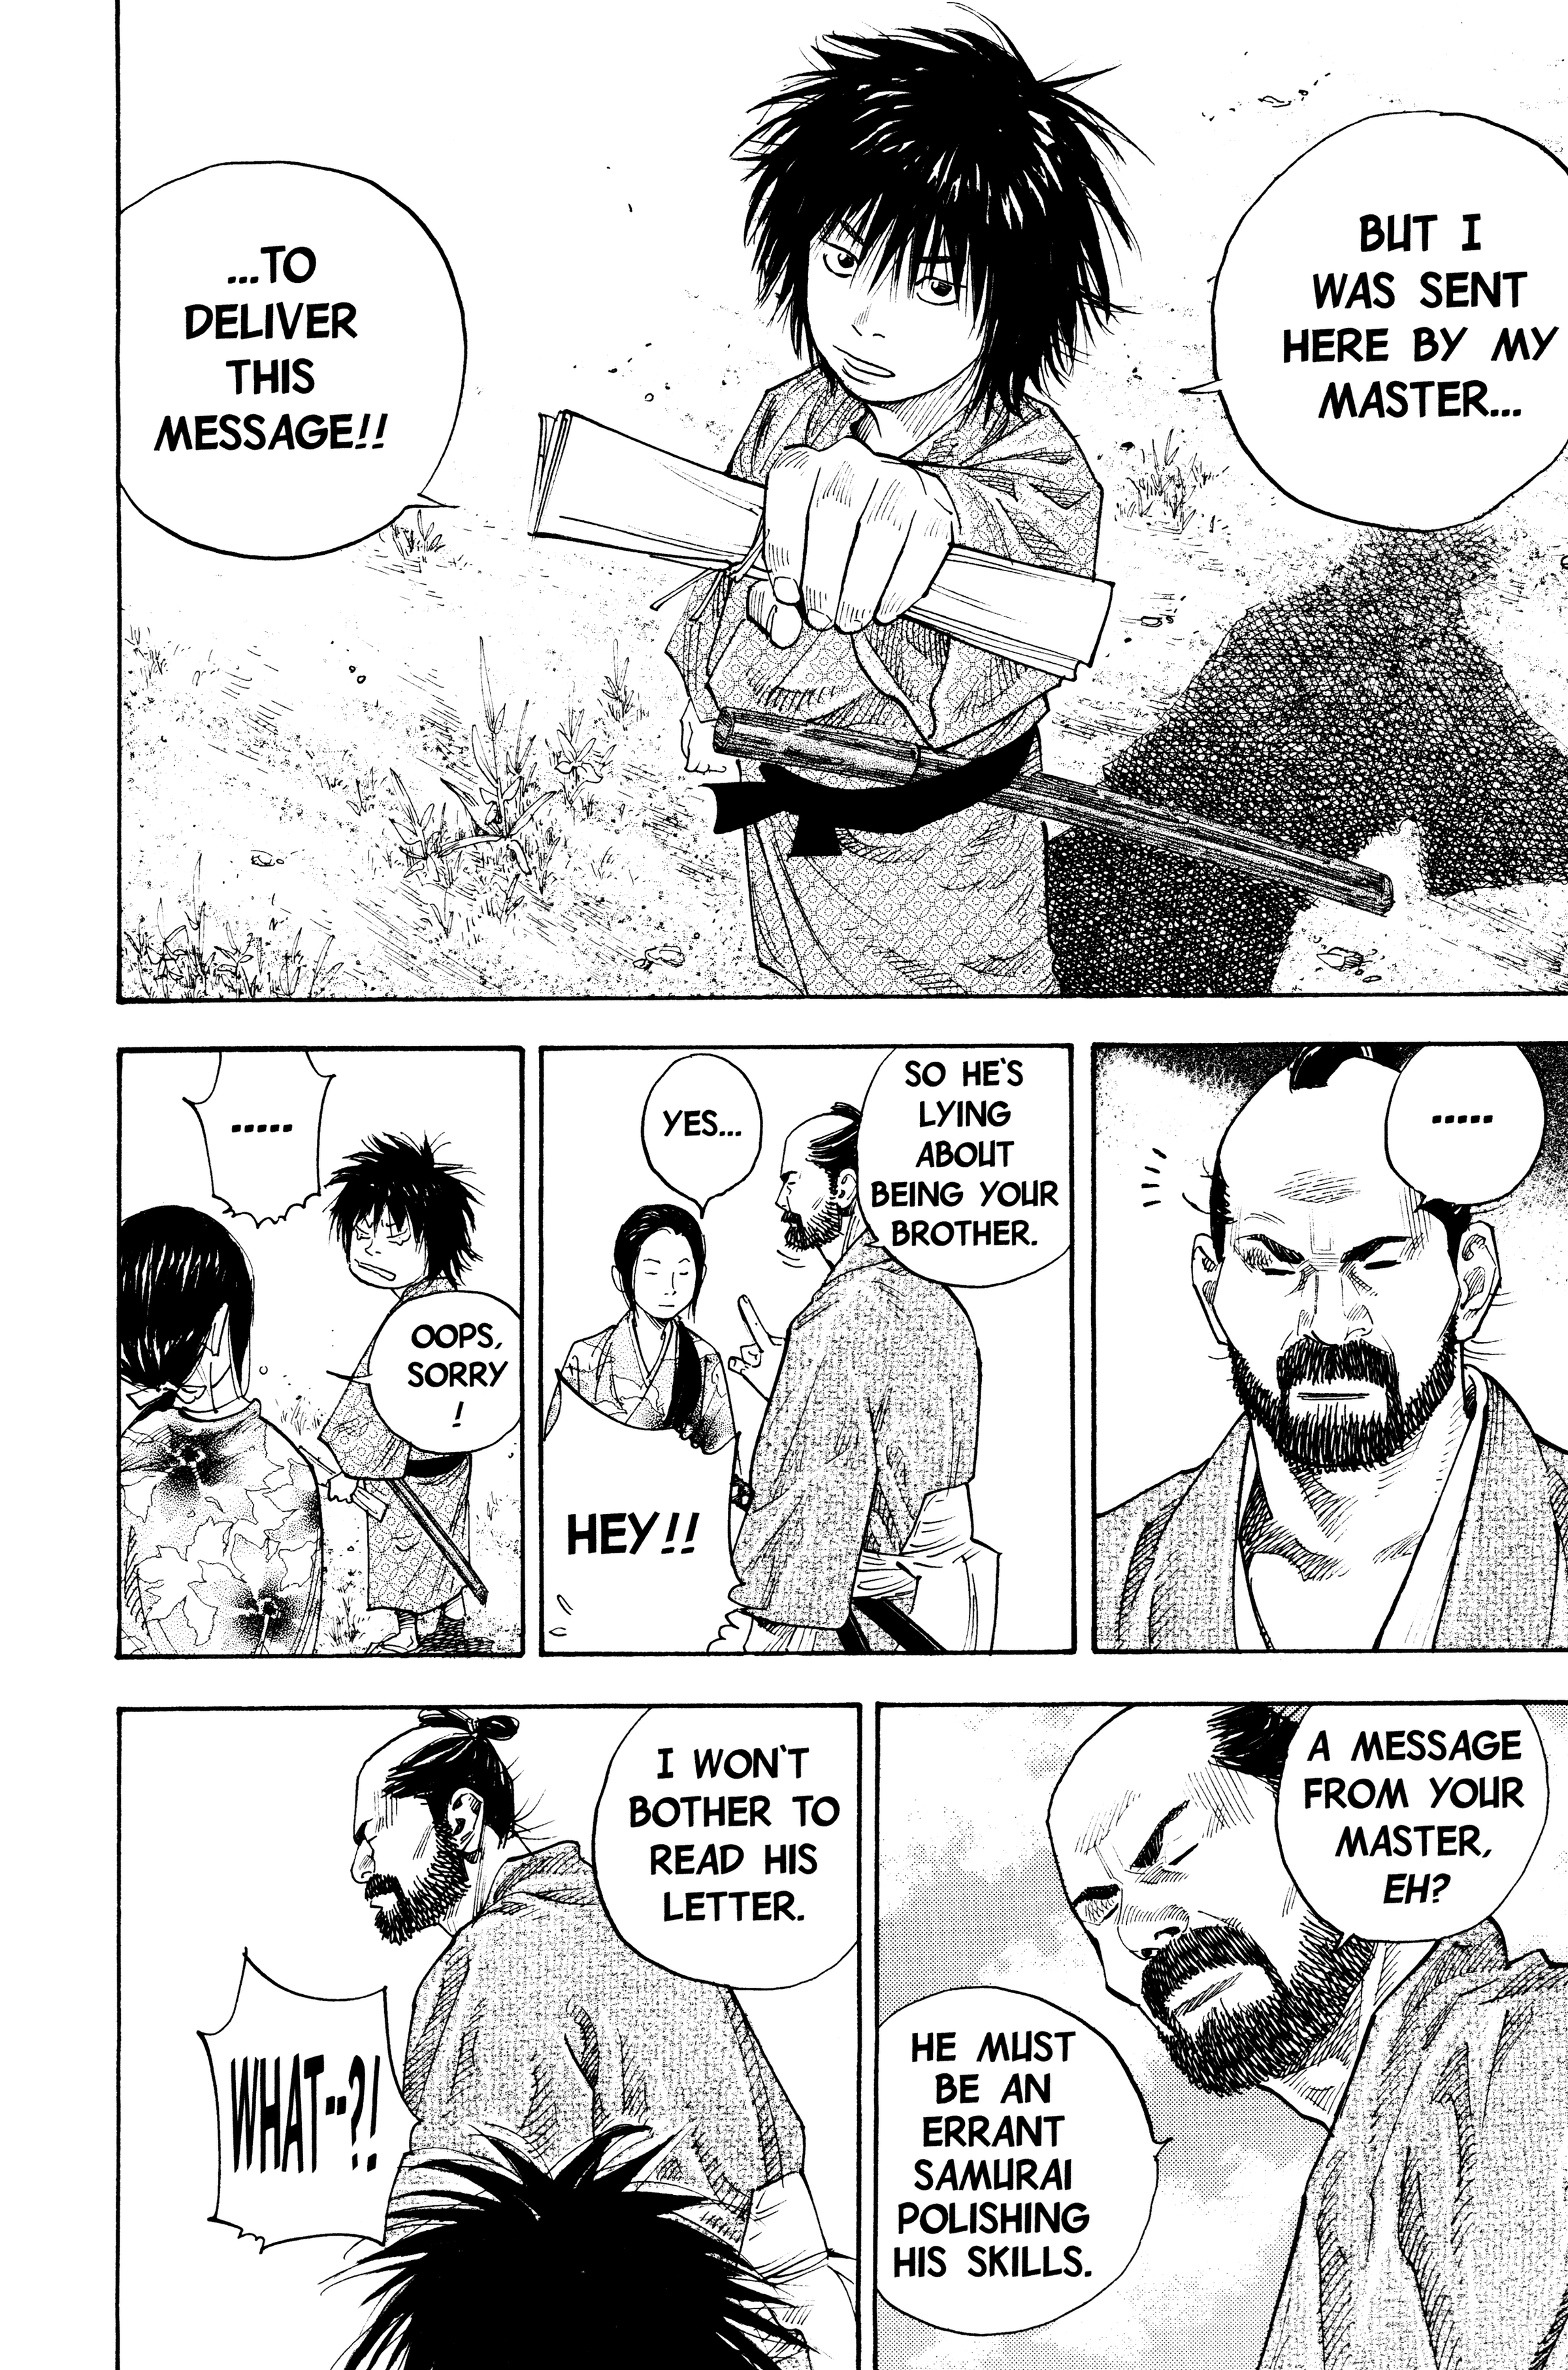 BUT I
WAS SENT
HERE BY MY
MASTER...
...TO
DELIVER
THIS
MESSAGE!!
.....
SO HE'S
LYING
ABOUT
BEING YOUR
BROTHER.
YES...
HEY!!
.....
OOPS,
SORRY
!
A MESSAGE
FROM YOUR
MASTER,
EH?
HE MUST
BE AN
ERRANT
SAMURAI
POLISHING
HIS SKILLS.
I WON'T
BOTHER TO
READ HIS
LETTER.
WHAT--?!